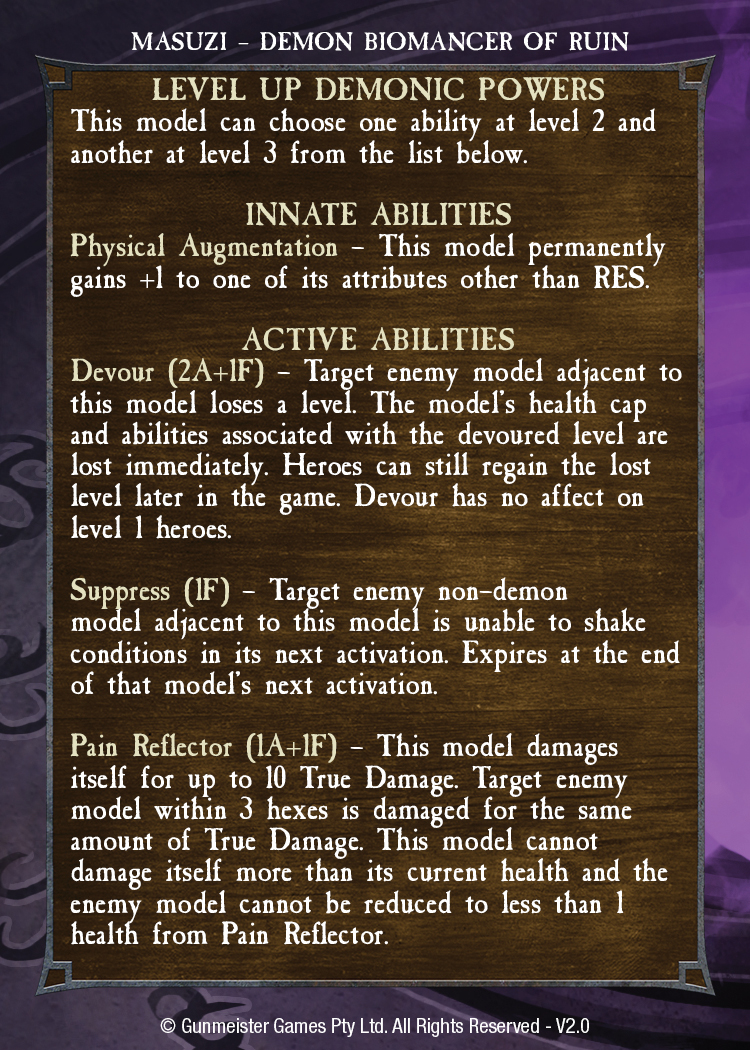 MASUZI – DEMON BIOMANCER OF RUIN
LEVEL UP DEMONIC POWERS
This model can choose one ability at level 2 and
another at level 3 from the list below.
INNATE ABILITIES
Physical Augmentation – This model permanently
gains +1 to one of its attributes other than RES.
ACTIVE ABILITIES
Devour (2A+1F) – Target enemy model adjacent to
this model loses a level. The model's health cap
and abilities associated with the devoured level are
lost immediately. Heroes can still regain the lost
level later in the game. Devour has no affect on
level 1 heroes.
Suppress (1F) – Target enemy non-demon
model adjacent to this model is unable to shake
conditions in its next activation. Expires at the end
of that model's next activation.
Pain Reflector (1A+1F) – This model damages
itself for up to 10 True Damage. Target enemy
model within 3 hexes is damaged for the same
amount of True Damage. This model cannot
damage itself more than its current health and the
enemy model cannot be reduced to less than 1
health from Pain Reflector.
© Gunmeister Games Pty Ltd. All Rights Reserved - V2.0